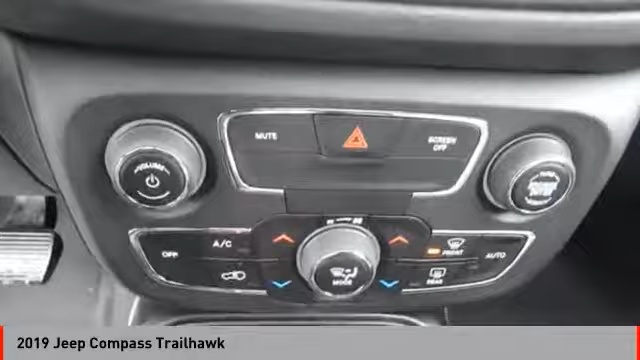 MUTE
SCREEN OFF
VOLUME
OFF
A/C
MODE
FRONT
AUTO
REAR
2019 Jeep Compass Trailhawk